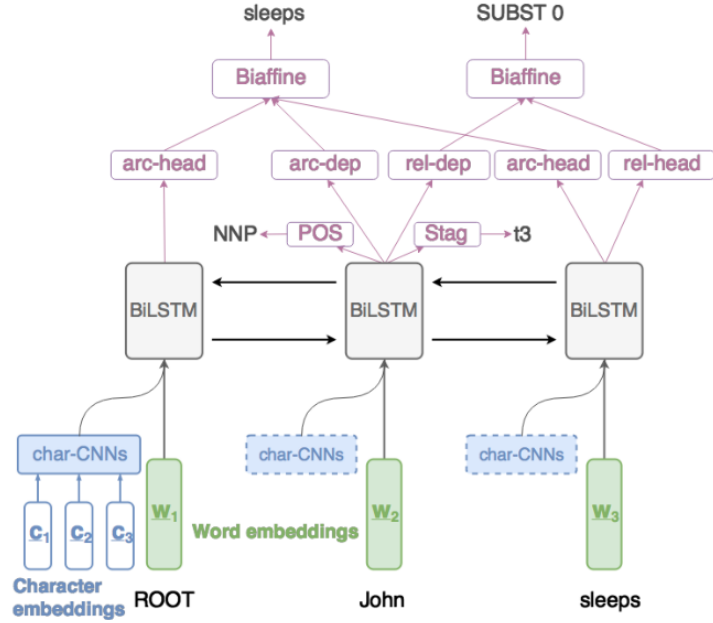 sleeps
SUBST 0
Biaffine
Biaffine
arc-head
arc-dep
rel-dep
arc-head
rel-head
NNP
POS
Stag
t3
BiLSTM
BiLSTM
BiLSTM
char-CNNs
char-CNNs
char-CNNs
c1
c2
c3
w1
Word embeddings
w2
w3
Character
embeddings
ROOT
John
sleeps